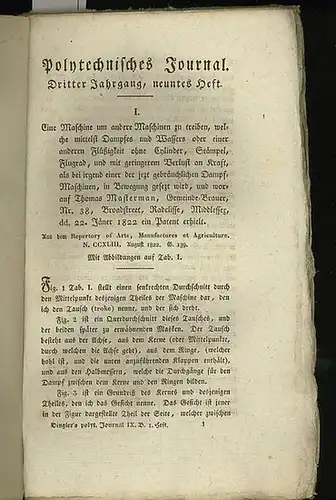 Polytechnisches Journal.
Dritter Jahrgang, neuntes Heft.
I.
Eine Maschine um andere Maschinen zu treiben, wel-
che mittelst Dampfes und Wassers oder einer
anderen Flüßigkeit ohne Cylinder, Stämpel,
Flugrad, und mit geringerem Verlust an Kraft,
als bei irgend einer der jezt gebräuchlichen Dampf-
Maschinen, in Bewegung gesezt wird, und wor-
auf Thomas Masterman, Gemeinde-Brauer,
Nr. 38, Broadstreet, Radcliffe, Middlessex,
dd. 22. Jäner 1822 ein Patent erhielt.
Aus dem Repertory of Arts, Manufactures et Agriculture.
N. CCXLIII. August 1822. S. 139.
Mit Abbildungen auf Tab. I.
Fig. 1 Tab. I. stellt einen senkrechten Durchschnitt durch
den Mittelpunkt desjenigen Theiles der Maschine dar, den
ich den Tausch (troke) nenne, und der sich dreht.
Fig. 2 ist ein Querdurchschnitt dieses Tausches, und
der beiden später zu erwähnenden Masken. Der Tausch
besteht aus der Achse, aus dem Kerne (oder Mittelpunkte,
durch welchen die Achse geht), aus dem Ringe, (welcher
hohl ist, und die unten anzuführenden Klappen enthält),
und aus den Halbmessern, welche die Durchgänge für den
Dampf zwischen dem Kerne und den Ringen bilden.
Fig. 3 ist ein Grundriß des Kernes und desjenigen
Theiles, den ich das Gesicht nenne. Das Gesicht ist jener
in der Figur dargestellte Theil der Seite, welcher zwischen
Dingler's polyt. Journal IX. B. 1. Heft. 1